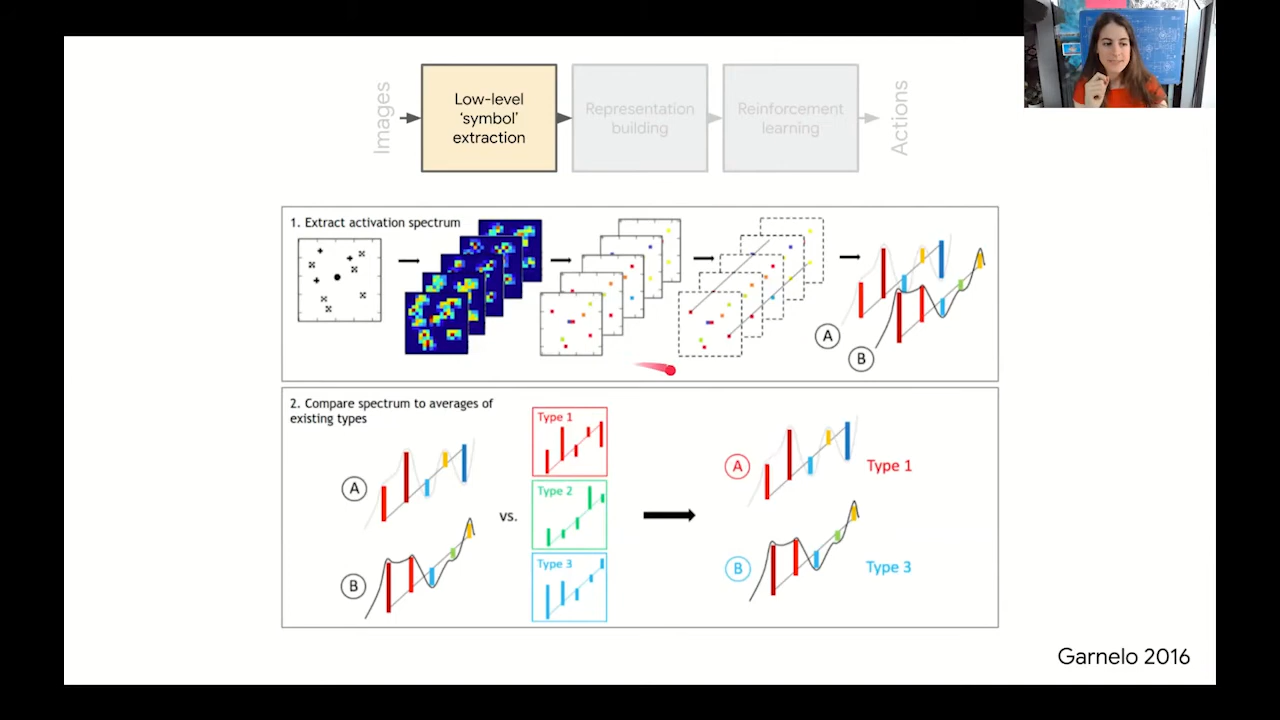 Images
Low-level
‘symbol’
extraction
Representation
building
Reinforcement
learning
Actions
1. Extract activation spectrum
A
B
2. Compare spectrum to averages of
existing types
A
B
vs.
Type 1
Type 2
Type 3
A
Type 1
B
Type 3
Garnelo 2016